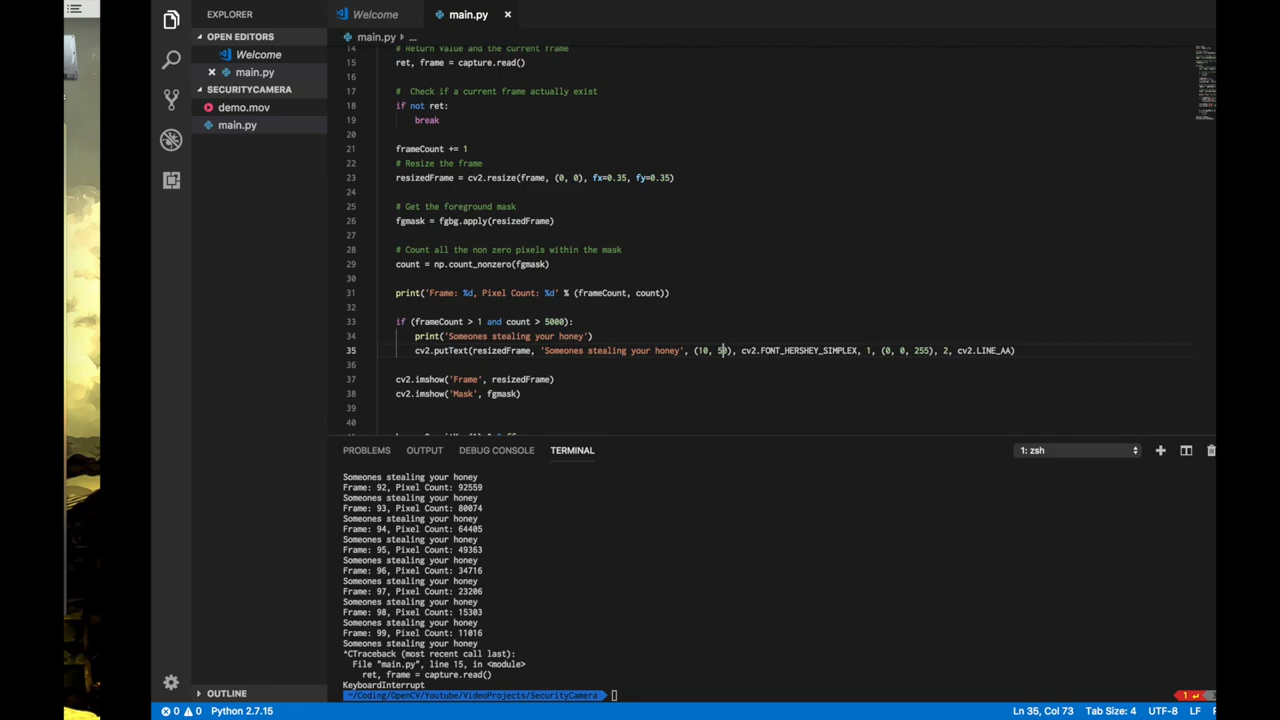 EXPLORER
OPEN EDITORS
Welcome
× main.py
SECURITYCAMERA
demo.mov
main.py
OUTLINE
Welcome
main.py ×
main.py > ...
14 # Return Value and the current frame
15 ret, frame = capture.read()
16
17 # Check if a current frame actually exist
18 if not ret:
19 break
20
21 frameCount += 1
22 # Resize the frame
23 resizedFrame = cv2.resize(frame, (0, 0), fx=0.35, fy=0.35)
24
25 # Get the foreground mask
26 fgmask = fgbg.apply(resizedFrame)
27
28 # Count all the non zero pixels within the mask
29 count = np.count_nonzero(fgmask)
30
31 print('Frame: %d, Pixel Count: %d' % (frameCount, count))
32
33 if (frameCount > 1 and count > 5000):
34 print('Someones stealing your honey')
35 cv2.putText(resizedFrame, 'Someones stealing your honey', (10, 50), cv2.FONT_HERSHEY_SIMPLEX, 1, (0, 0, 255), 2, cv2.LINE_AA)
37 cv2.imshow('Frame', resizedFrame)
38 cv2.imshow('Mask', fgmask)
39
40
PROBLEMS OUTPUT DEBUG CONSOLE TERMINAL 1: zsh
Someones stealing your honey
Frame: 92, Pixel Count: 92559
Someones stealing your honey
Frame: 93, Pixel Count: 80074
Someones stealing your honey
Frame: 94, Pixel Count: 64405
Someones stealing your honey
Frame: 95, Pixel Count: 49363
Someones stealing your honey
Frame: 96, Pixel Count: 34716
Someones stealing your honey
Frame: 97, Pixel Count: 23206
Someones stealing your honey
Frame: 98, Pixel Count: 15303
Someones stealing your honey
Frame: 99, Pixel Count: 11016
Someones stealing your honey
^CTraceback (most recent call last):
File "main.py", line 15, in <module>
ret, frame = capture.read()
KeyboardInterrupt
~/Coding/OpenCV/Youtube/VideoProjects/SecurityCamera 1
0 0 Python 2.7.15 Ln 35, Col 73 Tab Size: 4 UTF-8 LF